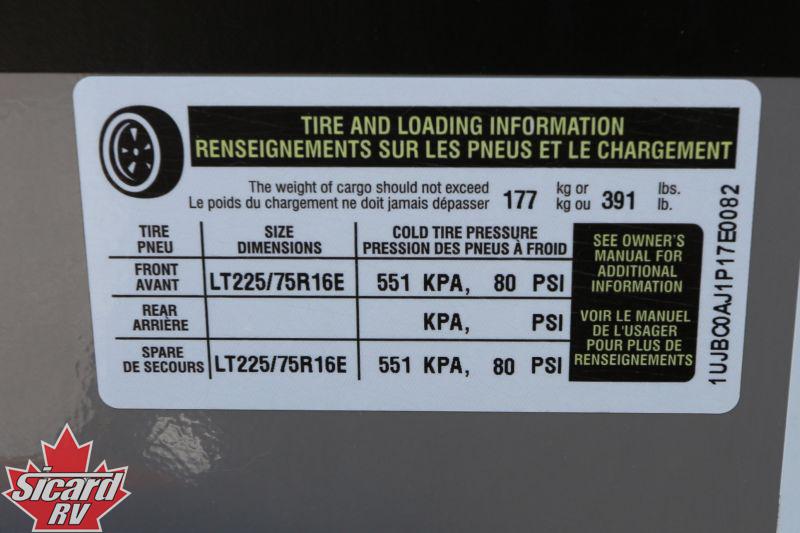 TIRE AND LOADING INFORMATION
RENSEIGNEMENTS SUR LES PNEUS ET LE CHARGEMENT
The weight of cargo should not exceed 177 kg or 391 lbs.
Le poids du chargement ne doit jamais dépasser kg ou lb.
TIRE SIZE COLD TIRE PRESSURE
PNEU DIMENSIONS PRESSION DES PNEUS À FROID
FRONT
AVANT LT225/75R16E 551 KPA, 80 PSI
REAR
ARRIÈRE KPA, PSI
SPARE
DE SECOURS LT225/75R16E 551 KPA, 80 PSI
SEE OWNER'S
MANUAL FOR
ADDITIONAL
INFORMATION
VOIR LE MANUEL
DE L'USAGER
POUR PLUS DE
RENSEIGNEMENTS
1UJBC0AJ1P17E0082
Sicard
RV